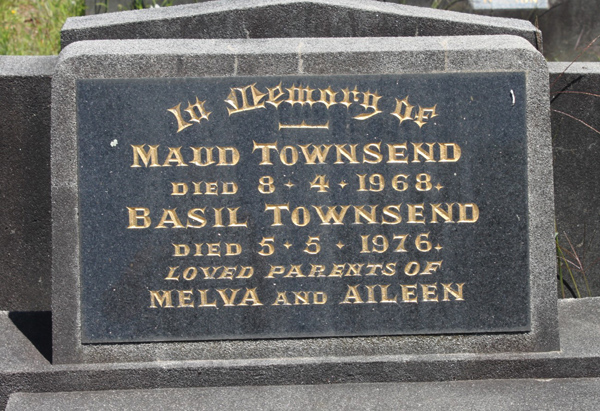 In Memory of
MAUD TOWNSEND
DIED 8·4·1968.
BASIL TOWNSEND
DIED 5·5·1976.
LOVED PARENTS OF
MELVA AND AILEEN